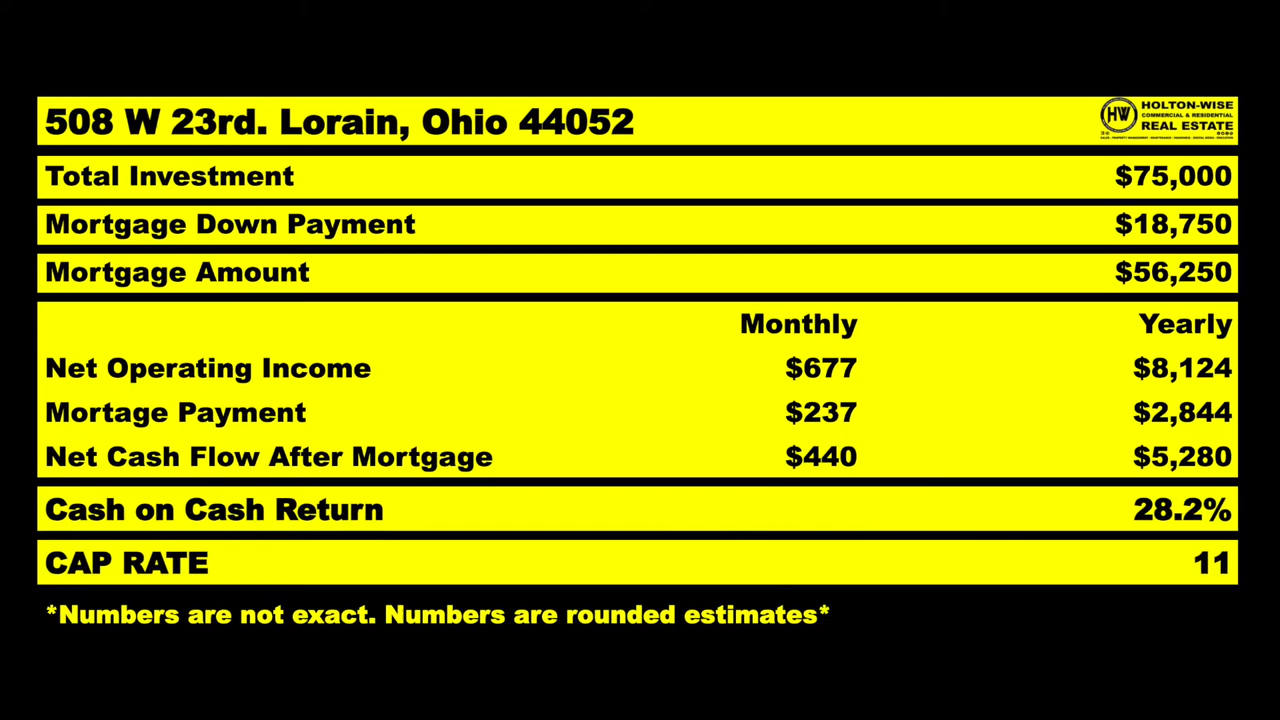 508 W 23rd. Lorain, Ohio 44052
HW
HOLTON-WISE
COMMERCIAL & RESIDENTIAL
REAL ESTATE
Total Investment $75,000
Mortgage Down Payment $18,750
Mortgage Amount $56,250
Monthly Yearly
Net Operating Income $677 $8,124
Mortage Payment $237 $2,844
Net Cash Flow After Mortgage $440 $5,280
Cash on Cash Return 28.2%
CAP RATE 11
*Numbers are not exact. Numbers are rounded estimates*